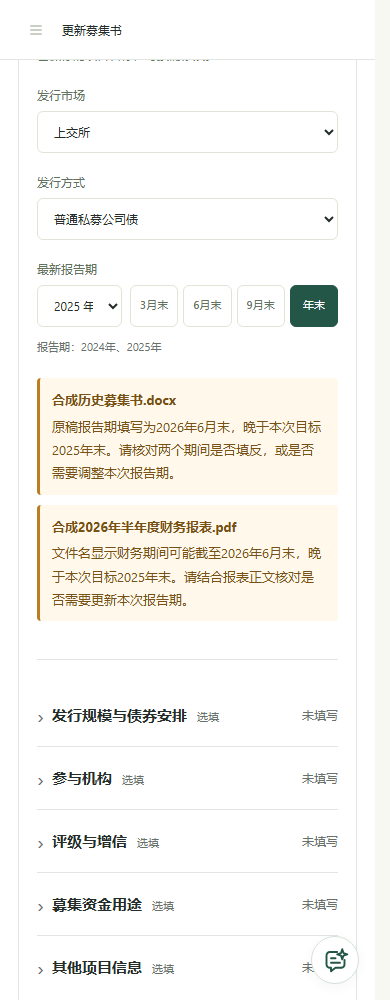 更新募集书
发行市场
上交所
发行方式
普通私募公司债
最新报告期
2025 年
3月末
6月末
9月末
年末
报告期：2024年、2025年
合成历史募集书.docx
原稿报告期填写为2026年6月末，晚于本次目标
2025年末。请核对两个期间是否填反，或是否
需要调整本次报告期。
合成2026年半年度财务报表.pdf
文件名显示财务期间可能截至2026年6月末，晚
于本次目标2025年末。请结合报表正文核对是
否需要更新本次报告期。
发行规模与债券安排 选填 未填写
参与机构 选填 未填写
评级与增信 选填 未填写
募集资金用途 选填 未填写
其他项目信息 选填 未